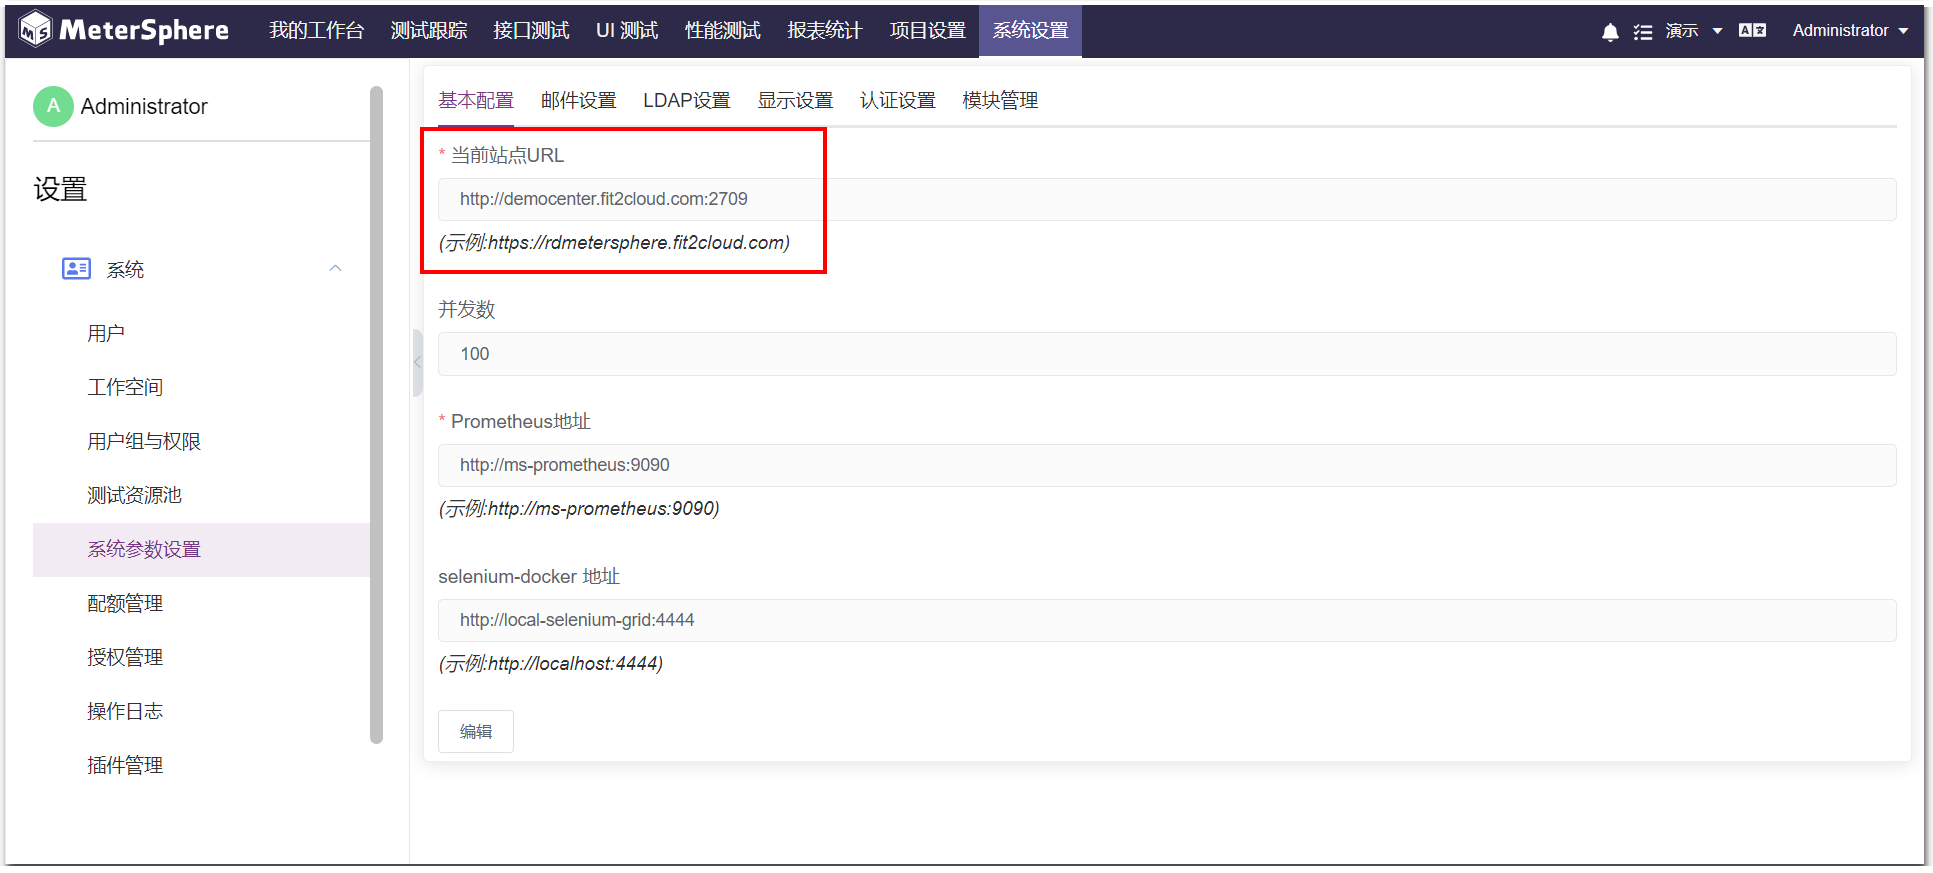 MS MeterSphere 我的工作台 测试跟踪 接口测试 UI 测试 性能测试 报表统计 项目设置 系统设置 演示 Administrator
A Administrator
设置
系统
用户
工作空间
用户组与权限
测试资源池
系统参数设置
配额管理
授权管理
操作日志
插件管理
基本配置 邮件设置 LDAP设置 显示设置 认证设置 模块管理
* 当前站点URL
http://democenter.fit2cloud.com:2709
(示例:https://rdmetersphere.fit2cloud.com)
并发数
100
* Prometheus地址
http://ms-prometheus:9090
(示例:http://ms-prometheus:9090)
selenium-docker 地址
http://local-selenium-grid:4444
(示例:http://localhost:4444)
编辑